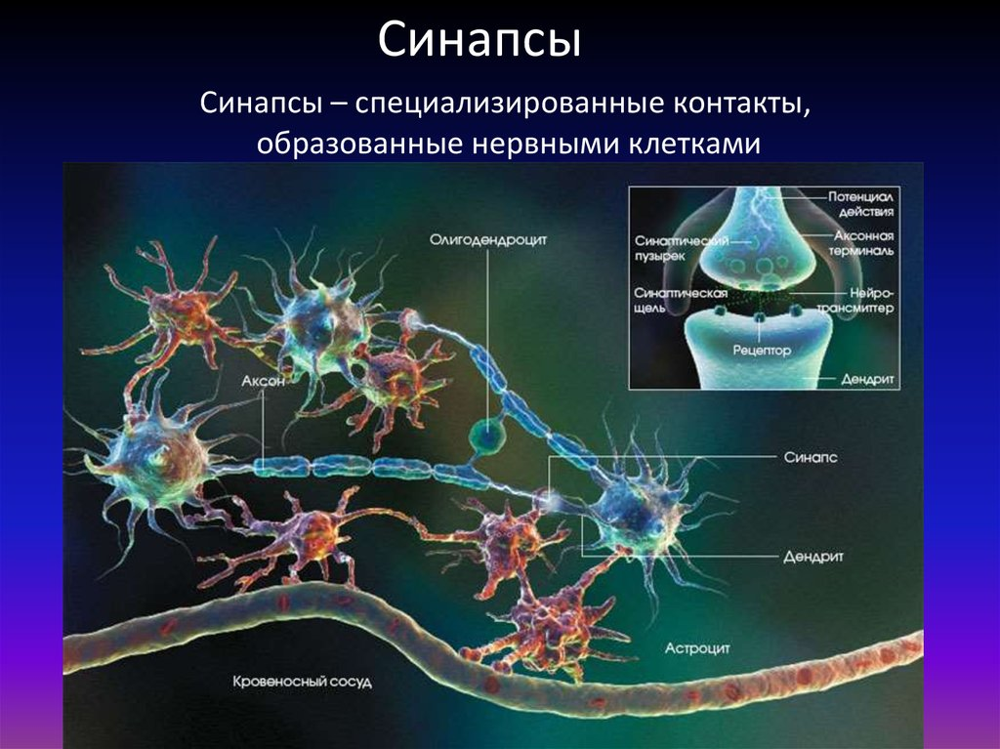 Синапсы
Синапсы – специализированные контакты,
образованные нервными клетками
Олигодендроцит
Аксон
Синапс
Дендрит
Астроцит
Кровеносный сосуд
Потенциал
действия
Синаптический
пузырек
Аксонная
терминаль
Синаптическая
щель
Нейро-
трансмиттер
Рецептор
Дендрит